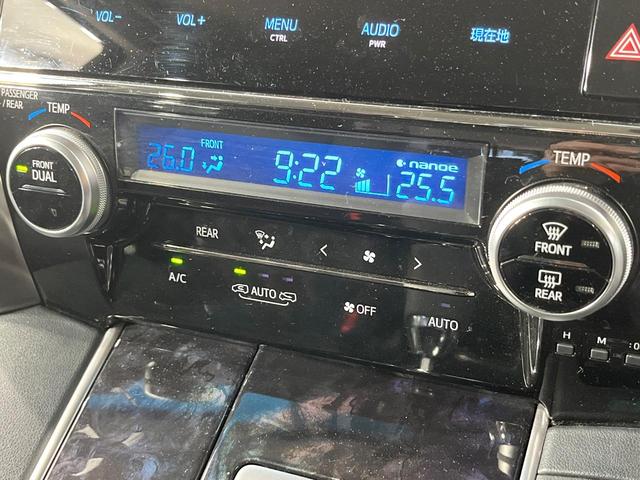 VOL-
VOL+
MENU
CTRL
AUDIO
PWR
現在地
PASSENGER
/REAR
TEMP
FRONT
DUAL
26.0
FRONT
9:22
nanoe
25.5
TEMP
FRONT
REAR
REAR
<
>
A/C
AUTO
OFF
AUTO
H
M
:0